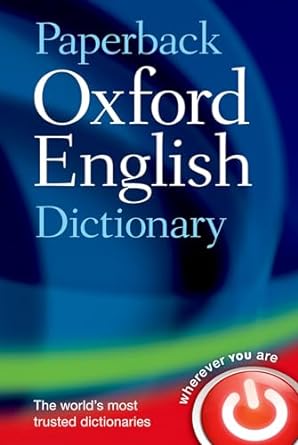 Paperback
Oxford
English
Dictionary
wherever YOU are
The world's most
trusted dictionaries